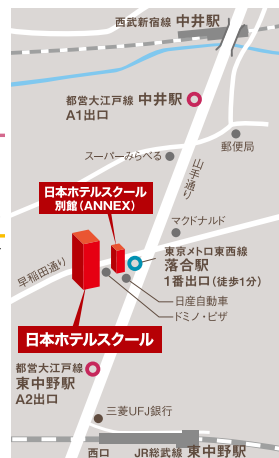 西武新宿線 中井駅
都営大江戸線 中井駅
A1出口
郵便局
スーパーみらべる
山手通り
日本ホテルスクール
別館（ANNEX）
マクドナルド
早稲田通り
東京メトロ東西線
落合駅
1番出口（徒歩1分）
日産自動車
ドミノ・ピザ
日本ホテルスクール
都営大江戸線
東中野駅
A2出口
三菱UFJ銀行
西口 JR総武線 東中野駅